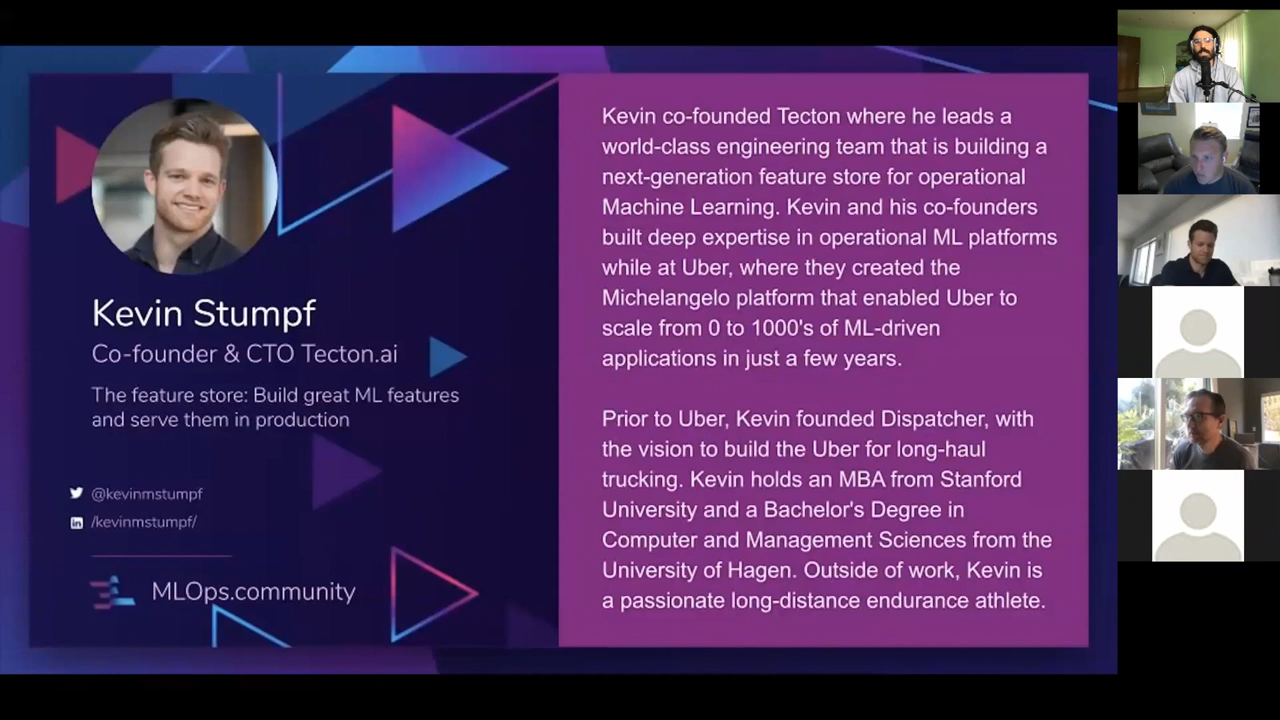 Kevin Stumpf
Co-founder & CTO Tecton.ai
The feature store: Build great ML features
and serve them in production
@kevinmstumpf
/kevinmstumpf/
MLOps.community
Kevin co-founded Tecton where he leads a
world-class engineering team that is building a
next-generation feature store for operational
Machine Learning. Kevin and his co-founders
built deep expertise in operational ML platforms
while at Uber, where they created the
Michelangelo platform that enabled Uber to
scale from 0 to 1000's of ML-driven
applications in just a few years.
Prior to Uber, Kevin founded Dispatcher, with
the vision to build the Uber for long-haul
trucking. Kevin holds an MBA from Stanford
University and a Bachelor's Degree in
Computer and Management Sciences from the
University of Hagen. Outside of work, Kevin is
a passionate long-distance endurance athlete.